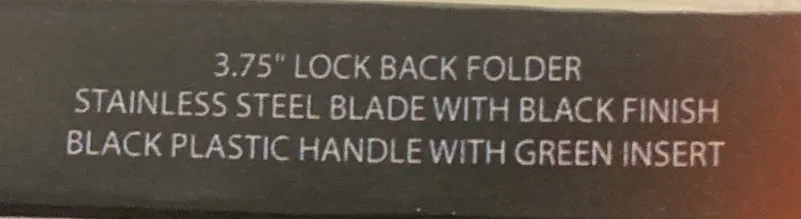 3.75" LOCK BACK FOLDER
STAINLESS STEEL BLADE WITH BLACK FINISH
BLACK PLASTIC HANDLE WITH GREEN INSERT